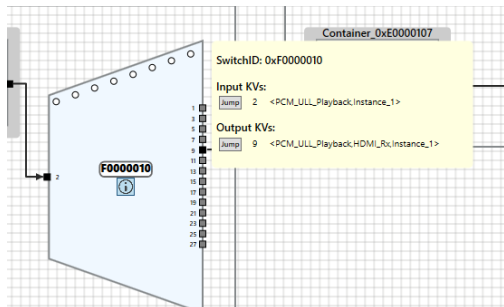 Container_0xE0000107
SwitchID: 0xF0000010
Input KVs:
Jump 2 <PCM_ULL_Playback,Instance_1>
Output KVs:
Jump 9 <PCM_ULL_Playback,HDMI_Rx,Instance_1>
1
3
5
7
9
11
13
15
17
19
21
23
25
27
F0000010
2